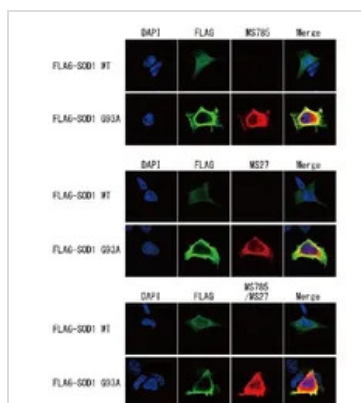 DAPI FLAG MS785 Merge
FLAG-SOD1 WT
FLAG-SOD1 G93A
DAPI FLAG MS27 Merge
FLAG-SOD1 WT
FLAG-SOD1 G93A
DAPI FLAG MS785 /MS27 Merge
FLAG-SOD1 WT
FLAG-SOD1 G93A